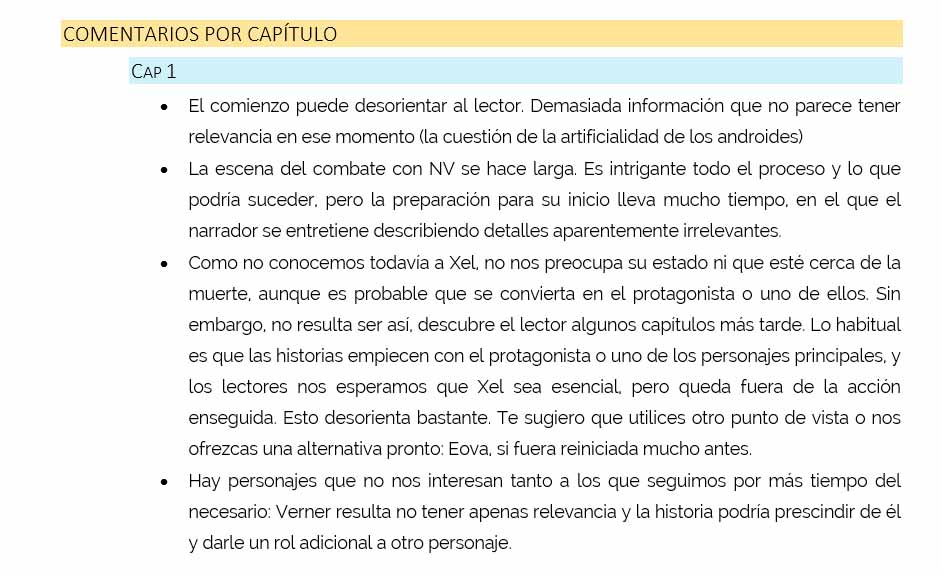 COMENTARIOS POR CAPÍTULO
CAP 1
• El comienzo puede desorientar al lector. Demasiada información que no parece tener
relevancia en ese momento (la cuestión de la artificialidad de los androides)
• La escena del combate con NV se hace larga. Es intrigante todo el proceso y lo que
podría suceder, pero la preparación para su inicio lleva mucho tiempo, en el que el
narrador se entretiene describiendo detalles aparentemente irrelevantes.
• Como no conocemos todavía a Xel, no nos preocupa su estado ni que esté cerca de la
muerte, aunque es probable que se convierta en el protagonista o uno de ellos. Sin
embargo, no resulta ser así, descubre el lector algunos capítulos más tarde. Lo habitual
es que las historias empiecen con el protagonista o uno de los personajes principales, y
los lectores nos esperamos que Xel sea esencial, pero queda fuera de la acción
enseguida. Esto desorienta bastante. Te sugiero que utilices otro punto de vista o nos
ofrezcas una alternativa pronto: Eova, si fuera reiniciada mucho antes.
• Hay personajes que no nos interesan tanto a los que seguimos por más tiempo del
necesario: Verner resulta no tener apenas relevancia y la historia podría prescindir de él
y darle un rol adicional a otro personaje.